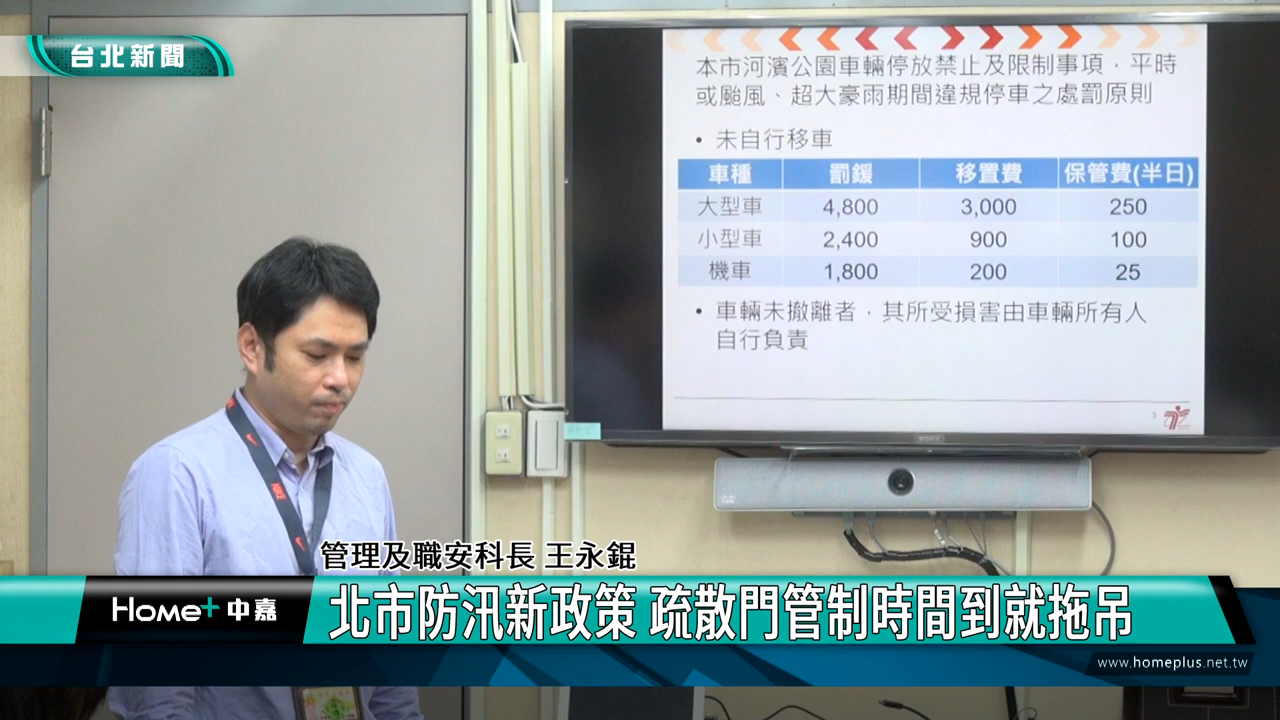 台北新聞
本市河濱公園車輛停放禁止及限制事項，平時
或颱風、超大豪雨期間違規停車之處罰原則
• 未自行移車
車種 罰鍰 移置費 保管費(半日)
大型車 4,800 3,000 250
小型車 2,400 900 100
機車 1,800 200 25
• 車輛未撤離者，其所受損害由車輛所有人
自行負責
3
SONY
NIKE
管理及職安科長 王永錕
Home+中嘉
北市防汛新政策 疏散門管制時間到就拖吊
www.homeplus.net.tw